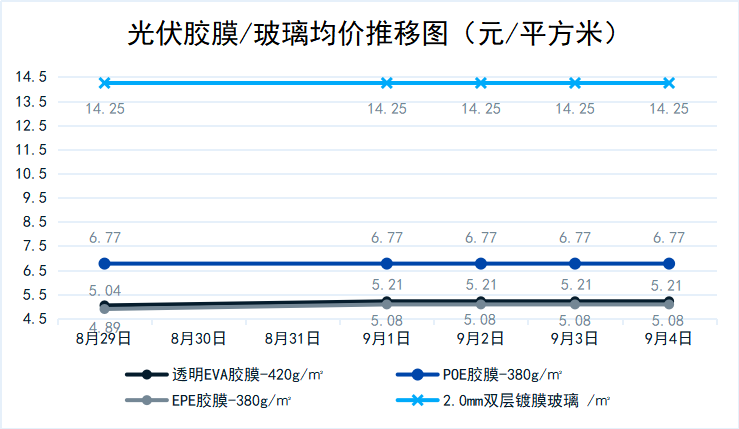 光伏胶膜/玻璃均价推移图（元/平方米）
14.5
13.5
12.5
11.5
10.5
9.5
8.5
7.5
6.5
5.5
4.5
14.25 14.25 14.25 14.25 14.25
6.77 6.77 6.77 6.77 6.77
5.04 5.21 5.21 5.21 5.21
4.89 5.08 5.08 5.08 5.08
8月29日 8月30日 8月31日 9月1日 9月2日 9月3日 9月4日
透明EVA胶膜-420g/㎡ POE胶膜-380g/㎡
EPE胶膜-380g/㎡ 2.0mm双层镀膜玻璃 /㎡